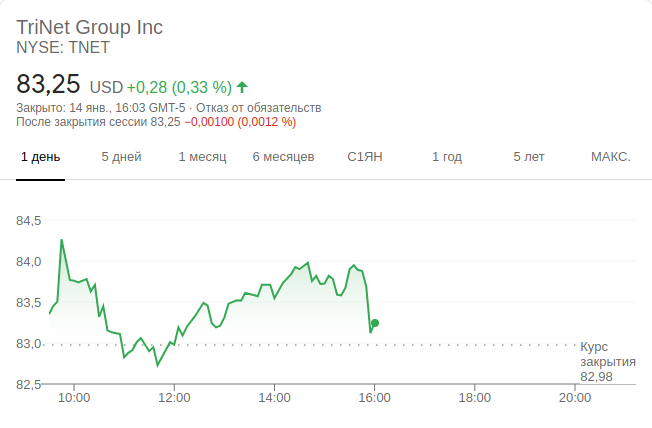 TriNet Group Inc
NYSE: TNET
83,25 USD +0,28 (0,33 %)
Закрыто: 14 янв., 16:03 GMT-5 · Отказ от обязательств
После закрытия сессии 83,25 −0,00100 (0,0012 %)
1 день 5 дней 1 месяц 6 месяцев С1ЯН 1 год 5 лет МАКС.
84,5
84,0
83,5
83,0
Курс
закрытия
82,98
82,5
10:00 12:00 14:00 16:00 18:00 20:00